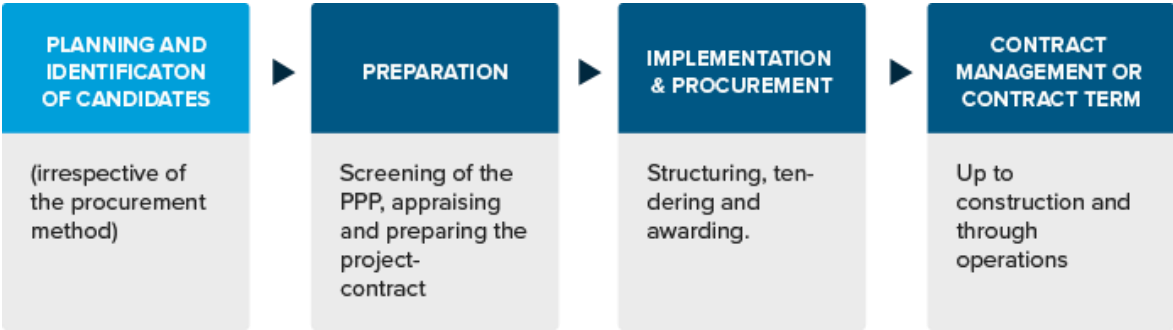 PLANNING AND
IDENTIFICATON
OF CANDIDATES
(irrespective of
the procurement
method)
PREPARATION
Screening of the
PPP, appraising
and preparing the
project-
contract
IMPLEMENTATION
& PROCUREMENT
Structuring, ten-
dering and
awarding.
CONTRACT
MANAGEMENT OR
CONTRACT TERM
Up to
construction and
through
operations